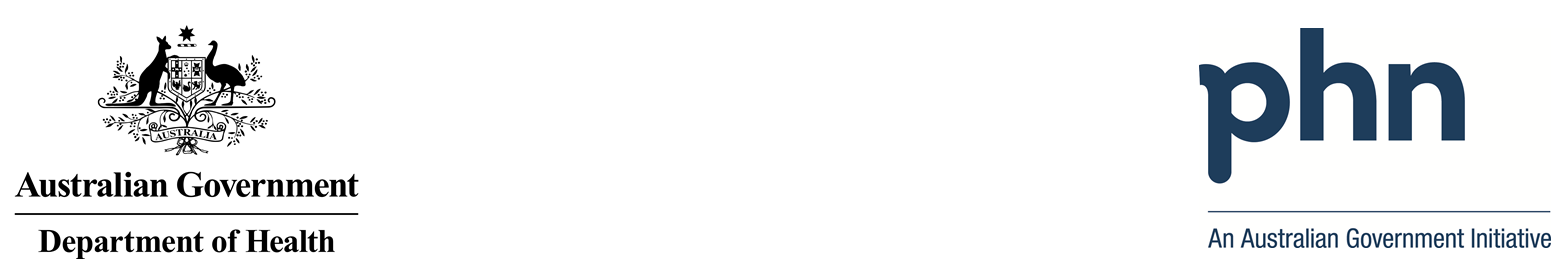 AUSTRALIA
Australian Government
Department of Health
phn
An Australian Government Initiative